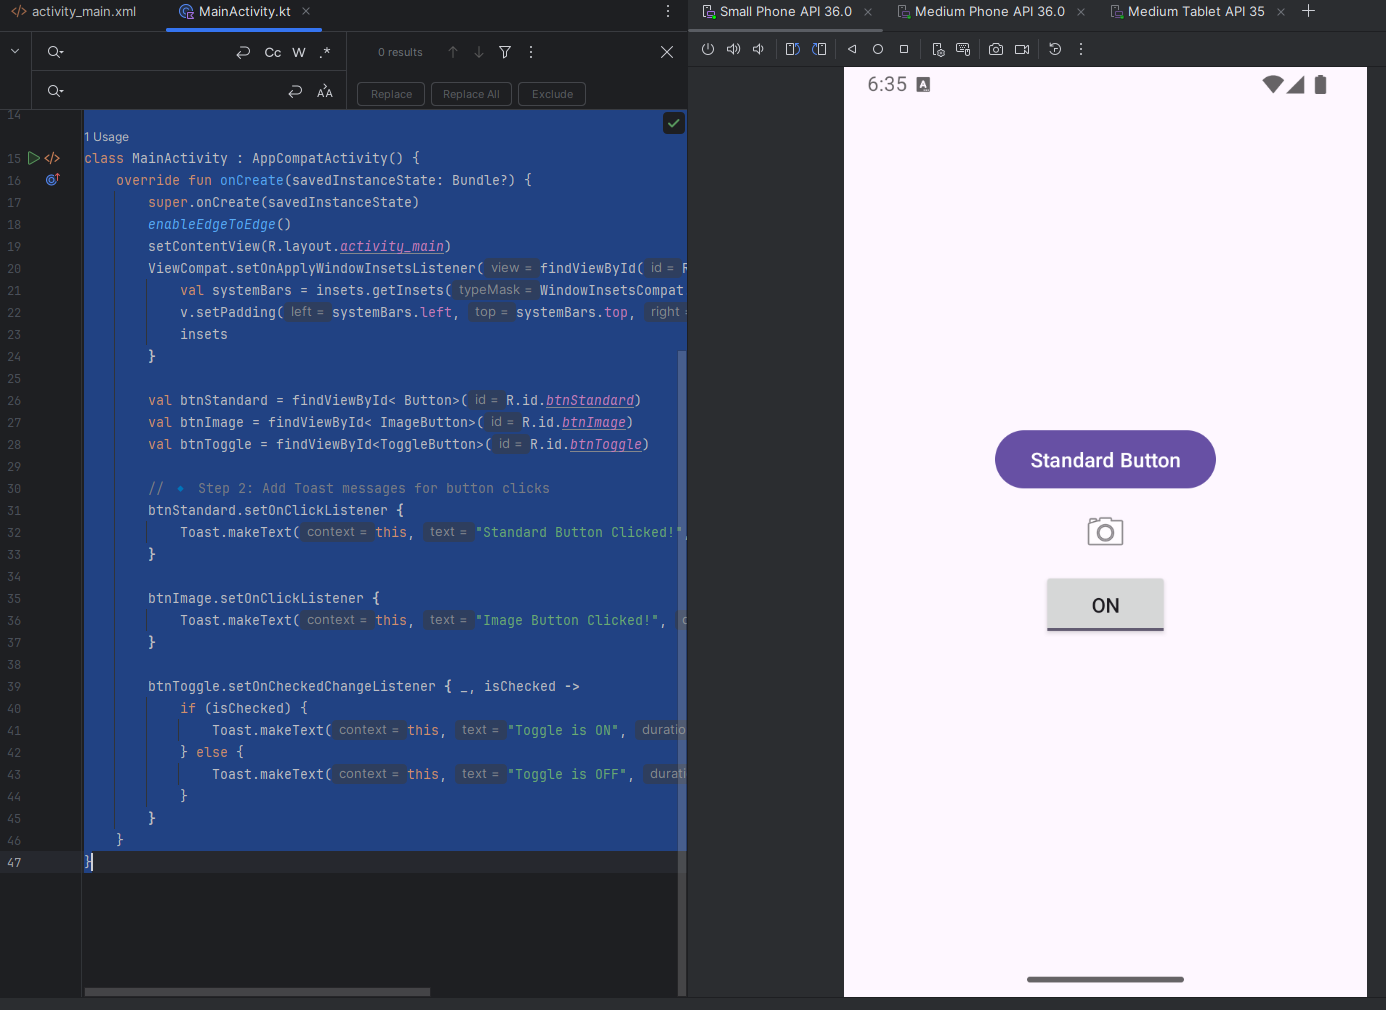 activity_main.xml
MainActivity.kt
Cc W .*
0 results
Replace Replace All Exclude
14
1 Usage
15 class MainActivity : AppCompatActivity() {
16 override fun onCreate(savedInstanceState: Bundle?) {
17 super.onCreate(savedInstanceState)
18 enableEdgeToEdge()
19 setContentView(R.layout.activity_main)
20 ViewCompat.setOnApplyWindowInsetsListener( view = findViewById( id = R
21 val systemBars = insets.getInsets( typeMask = WindowInsetsCompat
22 v.setPadding( left = systemBars.left, top = systemBars.top, right =
23 insets
24 }
25
26 val btnStandard = findViewById< Button>( id = R.id.btnStandard)
27 val btnImage = findViewById< ImageButton>( id = R.id.btnImage)
28 val btnToggle = findViewById<ToggleButton>( id = R.id.btnToggle)
29
30 // 🔹 Step 2: Add Toast messages for button clicks
31 btnStandard.setOnClickListener {
32 Toast.makeText( context = this, text = "Standard Button Clicked!",
33 }
34
35 btnImage.setOnClickListener {
36 Toast.makeText( context = this, text = "Image Button Clicked!", d
37 }
38
39 btnToggle.setOnCheckedChangeListener { _, isChecked ->
40 if (isChecked) {
41 Toast.makeText( context = this, text = "Toggle is ON", duratio
42 } else {
43 Toast.makeText( context = this, text = "Toggle is OFF", durati
44 }
45 }
46 }
47 }
Small Phone API 36.0
Medium Phone API 36.0
Medium Tablet API 35
6:35 A
Standard Button
ON